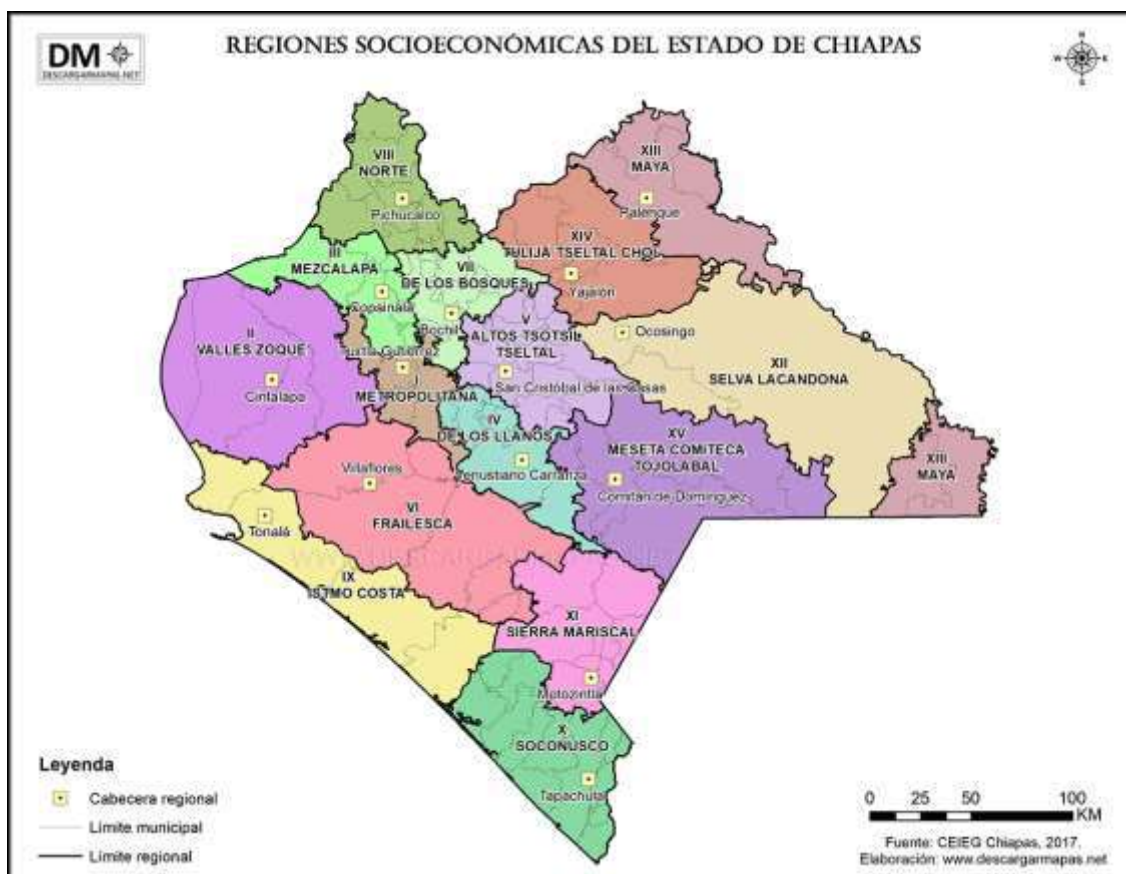 DM
DESCARGARMAPAS.NET
REGIONES SOCIOECONÓMICAS DEL ESTADO DE CHIAPAS
N
W E
S
VIII
NORTE
Pichucalco
XIII
MAYA
Palenque
XIV
TULIJA TSELTAL CHOL
Yajalón
III
MEZCALAPA
Copainalá
VII
DE LOS BOSQUES
Bochil
V
ALTOS TSOTSIL
TSELTAL
San Cristóbal de las Casas
Ocosingo
XII
SELVA LACANDONA
II
VALLES ZOQUE
Cintalapa
Tuxtla Gutiérrez
I
METROPOLITANA
IV
DE LOS LLANOS
Venustiano Carranza
XV
MESETA COMITECA
TOJOLABAL
Comitán de Domínguez
XIII
MAYA
Villaflores
VI
FRAILESCA
Tonalá
IX
ISTMO COSTA
XI
SIERRA MARISCAL
Motozintla
X
SOCONUSCO
Tapachula
Leyenda
Cabecera regional
Límite municipal
Límite regional
0 25 50 100
KM
Fuente: CEIEG Chiapas, 2017.
Elaboración: www.descargarmapas.net